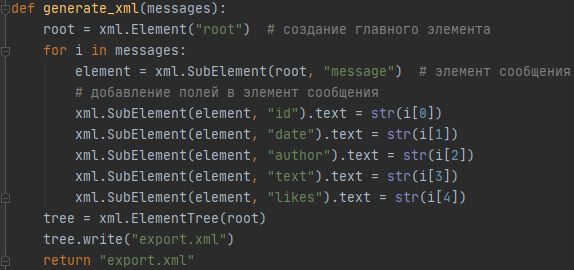 def generate_xml(messages):
    root = xml.Element("root")  # создание главного элемента
    for i in messages:
        element = xml.SubElement(root, "message")  # элемент сообщения
        # добавление полей в элемент сообщения
        xml.SubElement(element, "id").text = str(i[0])
        xml.SubElement(element, "date").text = str(i[1])
        xml.SubElement(element, "author").text = str(i[2])
        xml.SubElement(element, "text").text = str(i[3])
        xml.SubElement(element, "likes").text = str(i[4])
    tree = xml.ElementTree(root)
    tree.write("export.xml")
    return "export.xml"